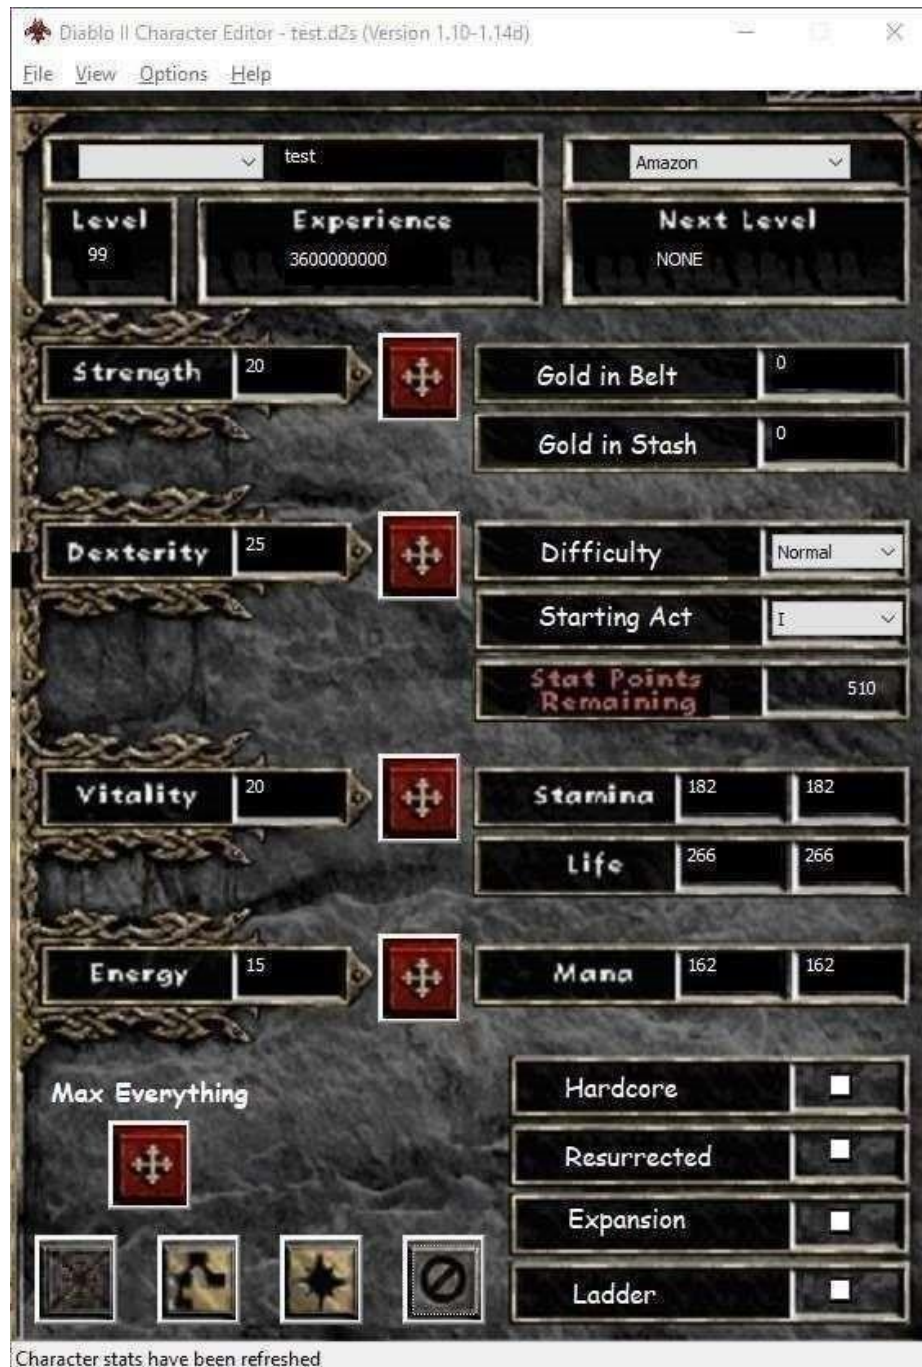 Diablo II Character Editor - test.d2s (Version 1.10-1.14d)
File View Options Help
test
Amazon
Level
99
Experience
3600000000
Next Level
NONE
Strength 20
Gold in Belt 0
Gold in Stash 0
Dexterity 25
Difficulty Normal
Starting Act I
Stat Points
Remaining
510
Vitality 20
Stamina 182 182
Life 266 266
Energy 15
Mana 162 162
Max Everything
Hardcore
Resurrected
Expansion
Ladder
Character stats have been refreshed